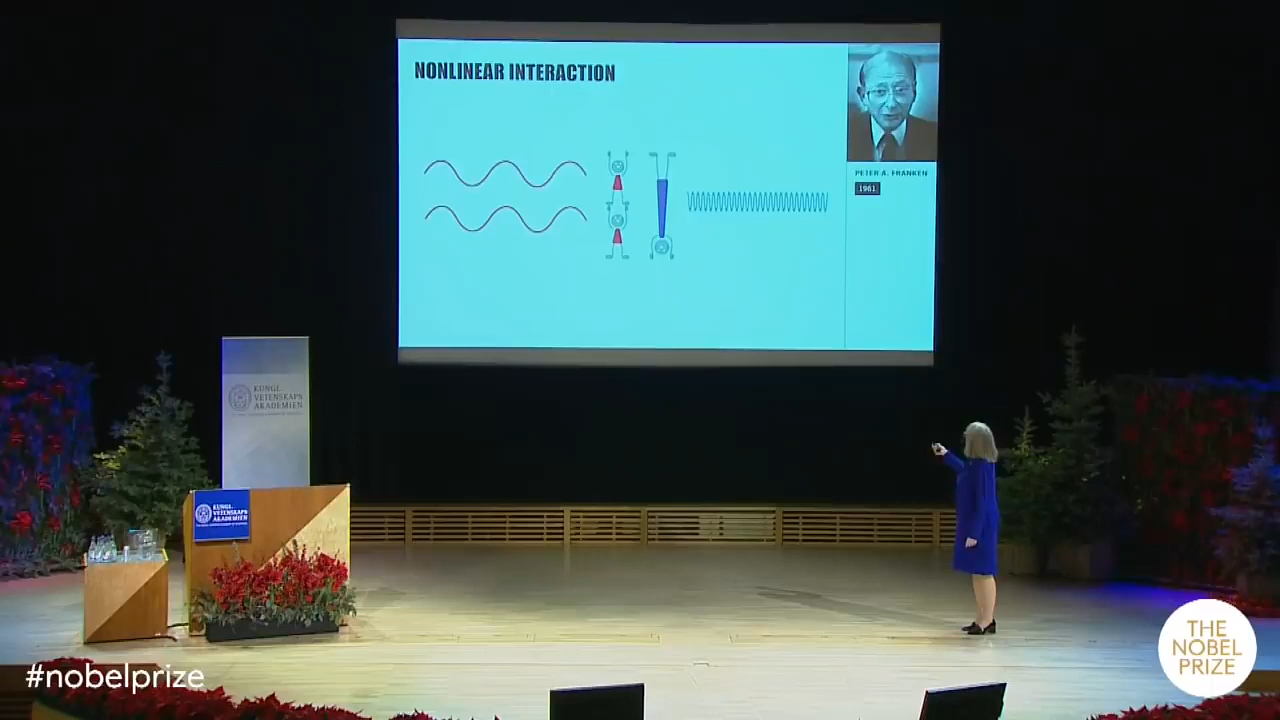 NONLINEAR INTERACTION
PETER A. FRANKEN
1961
KUNGL.
VETENSKAPS
AKADEMIEN
KUNGL.
VETENSKAPS
AKADEMIEN
#nobelprize
THE
NOBEL
PRIZE